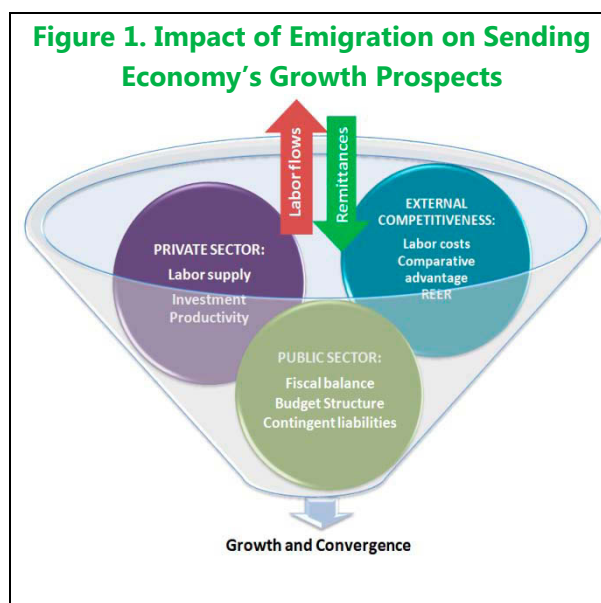 Figure 1. Impact of Emigration on Sending
Economy's Growth Prospects
Labor flows
Remittances
PRIVATE SECTOR:
Labor supply
Investment
Productivity
EXTERNAL
COMPETITIVENESS:
Labor costs
Comparative
advantage
REER
PUBLIC SECTOR:
Fiscal balance
Budget Structure
Contingent liabilities
Growth and Convergence